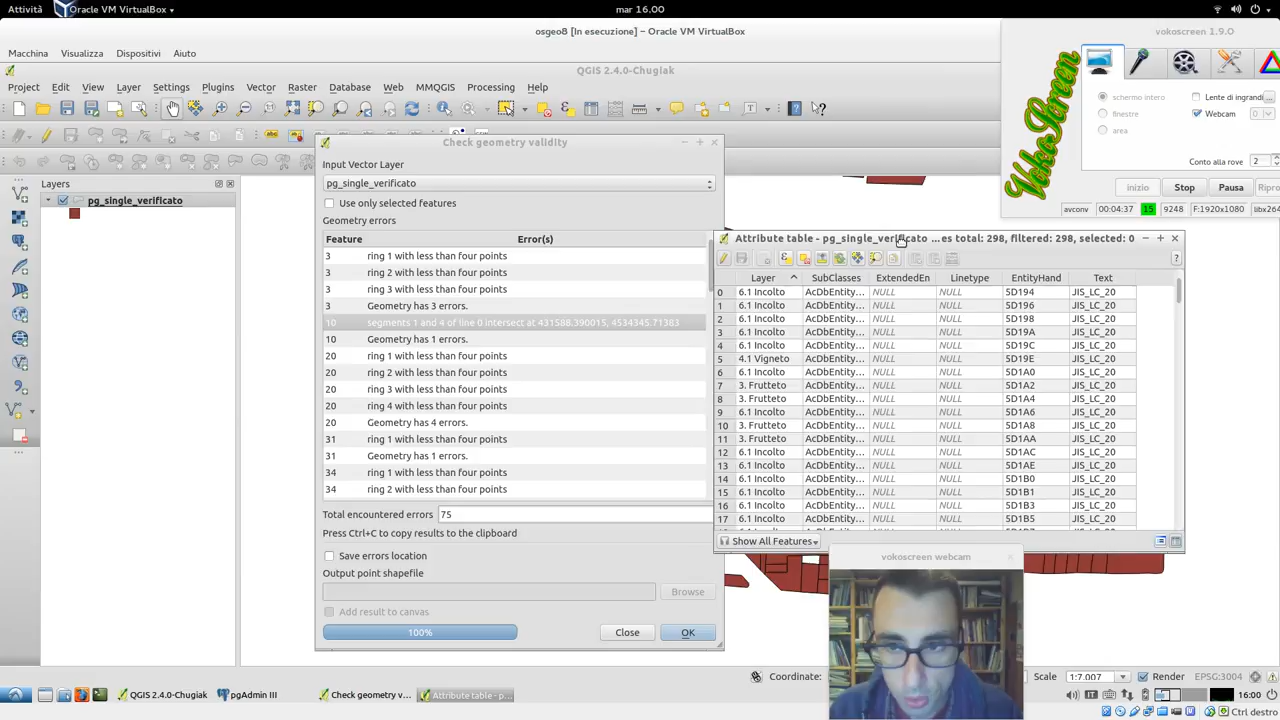 Attività Oracle VM VirtualBox mar 16.00
osgeo8 [In esecuzione] – Oracle VM VirtualBox
vokoscreen 1.9.0
Macchina Visualizza Dispositivi Aiuto
QGIS 2.4.0-Chugiak
Project Edit View Layer Settings Plugins Vector Raster Database Web MMQGIS Processing Help
VokoScreen
schermo intero
finestre
area
Lente di ingrandi...
Webcam 0
Conto alla rove 2
inizio Stop Pausa Ripro
avconv 00:04:37 15 9248 F:1920x1080 libx264
Layers
pg_single_verificato
Check geometry validity
Input Vector Layer
pg_single_verificato
Use only selected features
Geometry errors
Feature Error(s)
3 ring 1 with less than four points
3 ring 2 with less than four points
3 ring 3 with less than four points
3 Geometry has 3 errors.
10 segments 1 and 4 of line 0 intersect at 431588.390015, 4534345.71383
10 Geometry has 1 errors.
20 ring 1 with less than four points
20 ring 2 with less than four points
20 ring 3 with less than four points
20 ring 4 with less than four points
20 Geometry has 4 errors.
31 ring 1 with less than four points
31 Geometry has 1 errors.
34 ring 1 with less than four points
34 ring 2 with less than four points
Total encountered errors 75
Press Ctrl+C to copy results to the clipboard
Save errors location
Output point shapefile
Browse
Add result to canvas
100% Close OK
Attribute table - pg_single_verificato ...es total: 298, filtered: 298, selected: 0
Layer SubClasses ExtendedEn Linetype EntityHand Text
0 6.1 Incolto AcDbEntity... NULL NULL 5D194 JIS_LC_20
1 6.1 Incolto AcDbEntity... NULL NULL 5D196 JIS_LC_20
2 6.1 Incolto AcDbEntity... NULL NULL 5D198 JIS_LC_20
3 6.1 Incolto AcDbEntity... NULL NULL 5D19A JIS_LC_20
4 6.1 Incolto AcDbEntity... NULL NULL 5D19C JIS_LC_20
5 4.1 Vigneto AcDbEntity... NULL NULL 5D19E JIS_LC_20
6 6.1 Incolto AcDbEntity... NULL NULL 5D1A0 JIS_LC_20
7 3. Frutteto AcDbEntity... NULL NULL 5D1A2 JIS_LC_20
8 3. Frutteto AcDbEntity... NULL NULL 5D1A4 JIS_LC_20
9 6.1 Incolto AcDbEntity... NULL NULL 5D1A6 JIS_LC_20
10 3. Frutteto AcDbEntity... NULL NULL 5D1A8 JIS_LC_20
11 3. Frutteto AcDbEntity... NULL NULL 5D1AA JIS_LC_20
12 6.1 Incolto AcDbEntity... NULL NULL 5D1AC JIS_LC_20
13 6.1 Incolto AcDbEntity... NULL NULL 5D1AE JIS_LC_20
14 6.1 Incolto AcDbEntity... NULL NULL 5D1B0 JIS_LC_20
15 6.1 Incolto AcDbEntity... NULL NULL 5D1B1 JIS_LC_20
16 6.1 Incolto AcDbEntity... NULL NULL 5D1B3 JIS_LC_20
17 6.1 Incolto AcDbEntity... NULL NULL 5D1B5 JIS_LC_20
Show All Features
vokoscreen webcam
Coordinate: Scale 1:7.007 Render EPSG:3004
QGIS 2.4.0-Chugiak pgAdmin III Check geometry v... Attribute table - p... IT 16:00
Ctrl destro